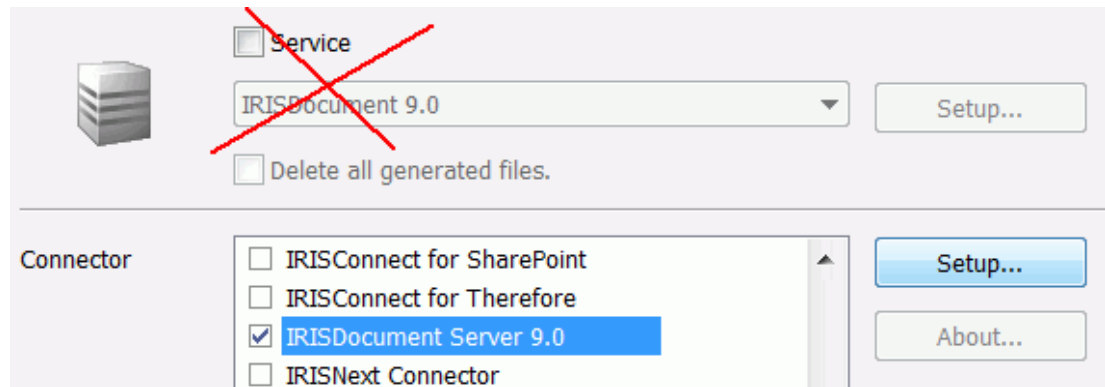 Service
IRISDocument 9.0
Setup...
Delete all generated files.
Connector
IRISConnect for SharePoint
Setup...
IRISConnect for Therefore
IRISDocument Server 9.0
About...
IRISNext Connector